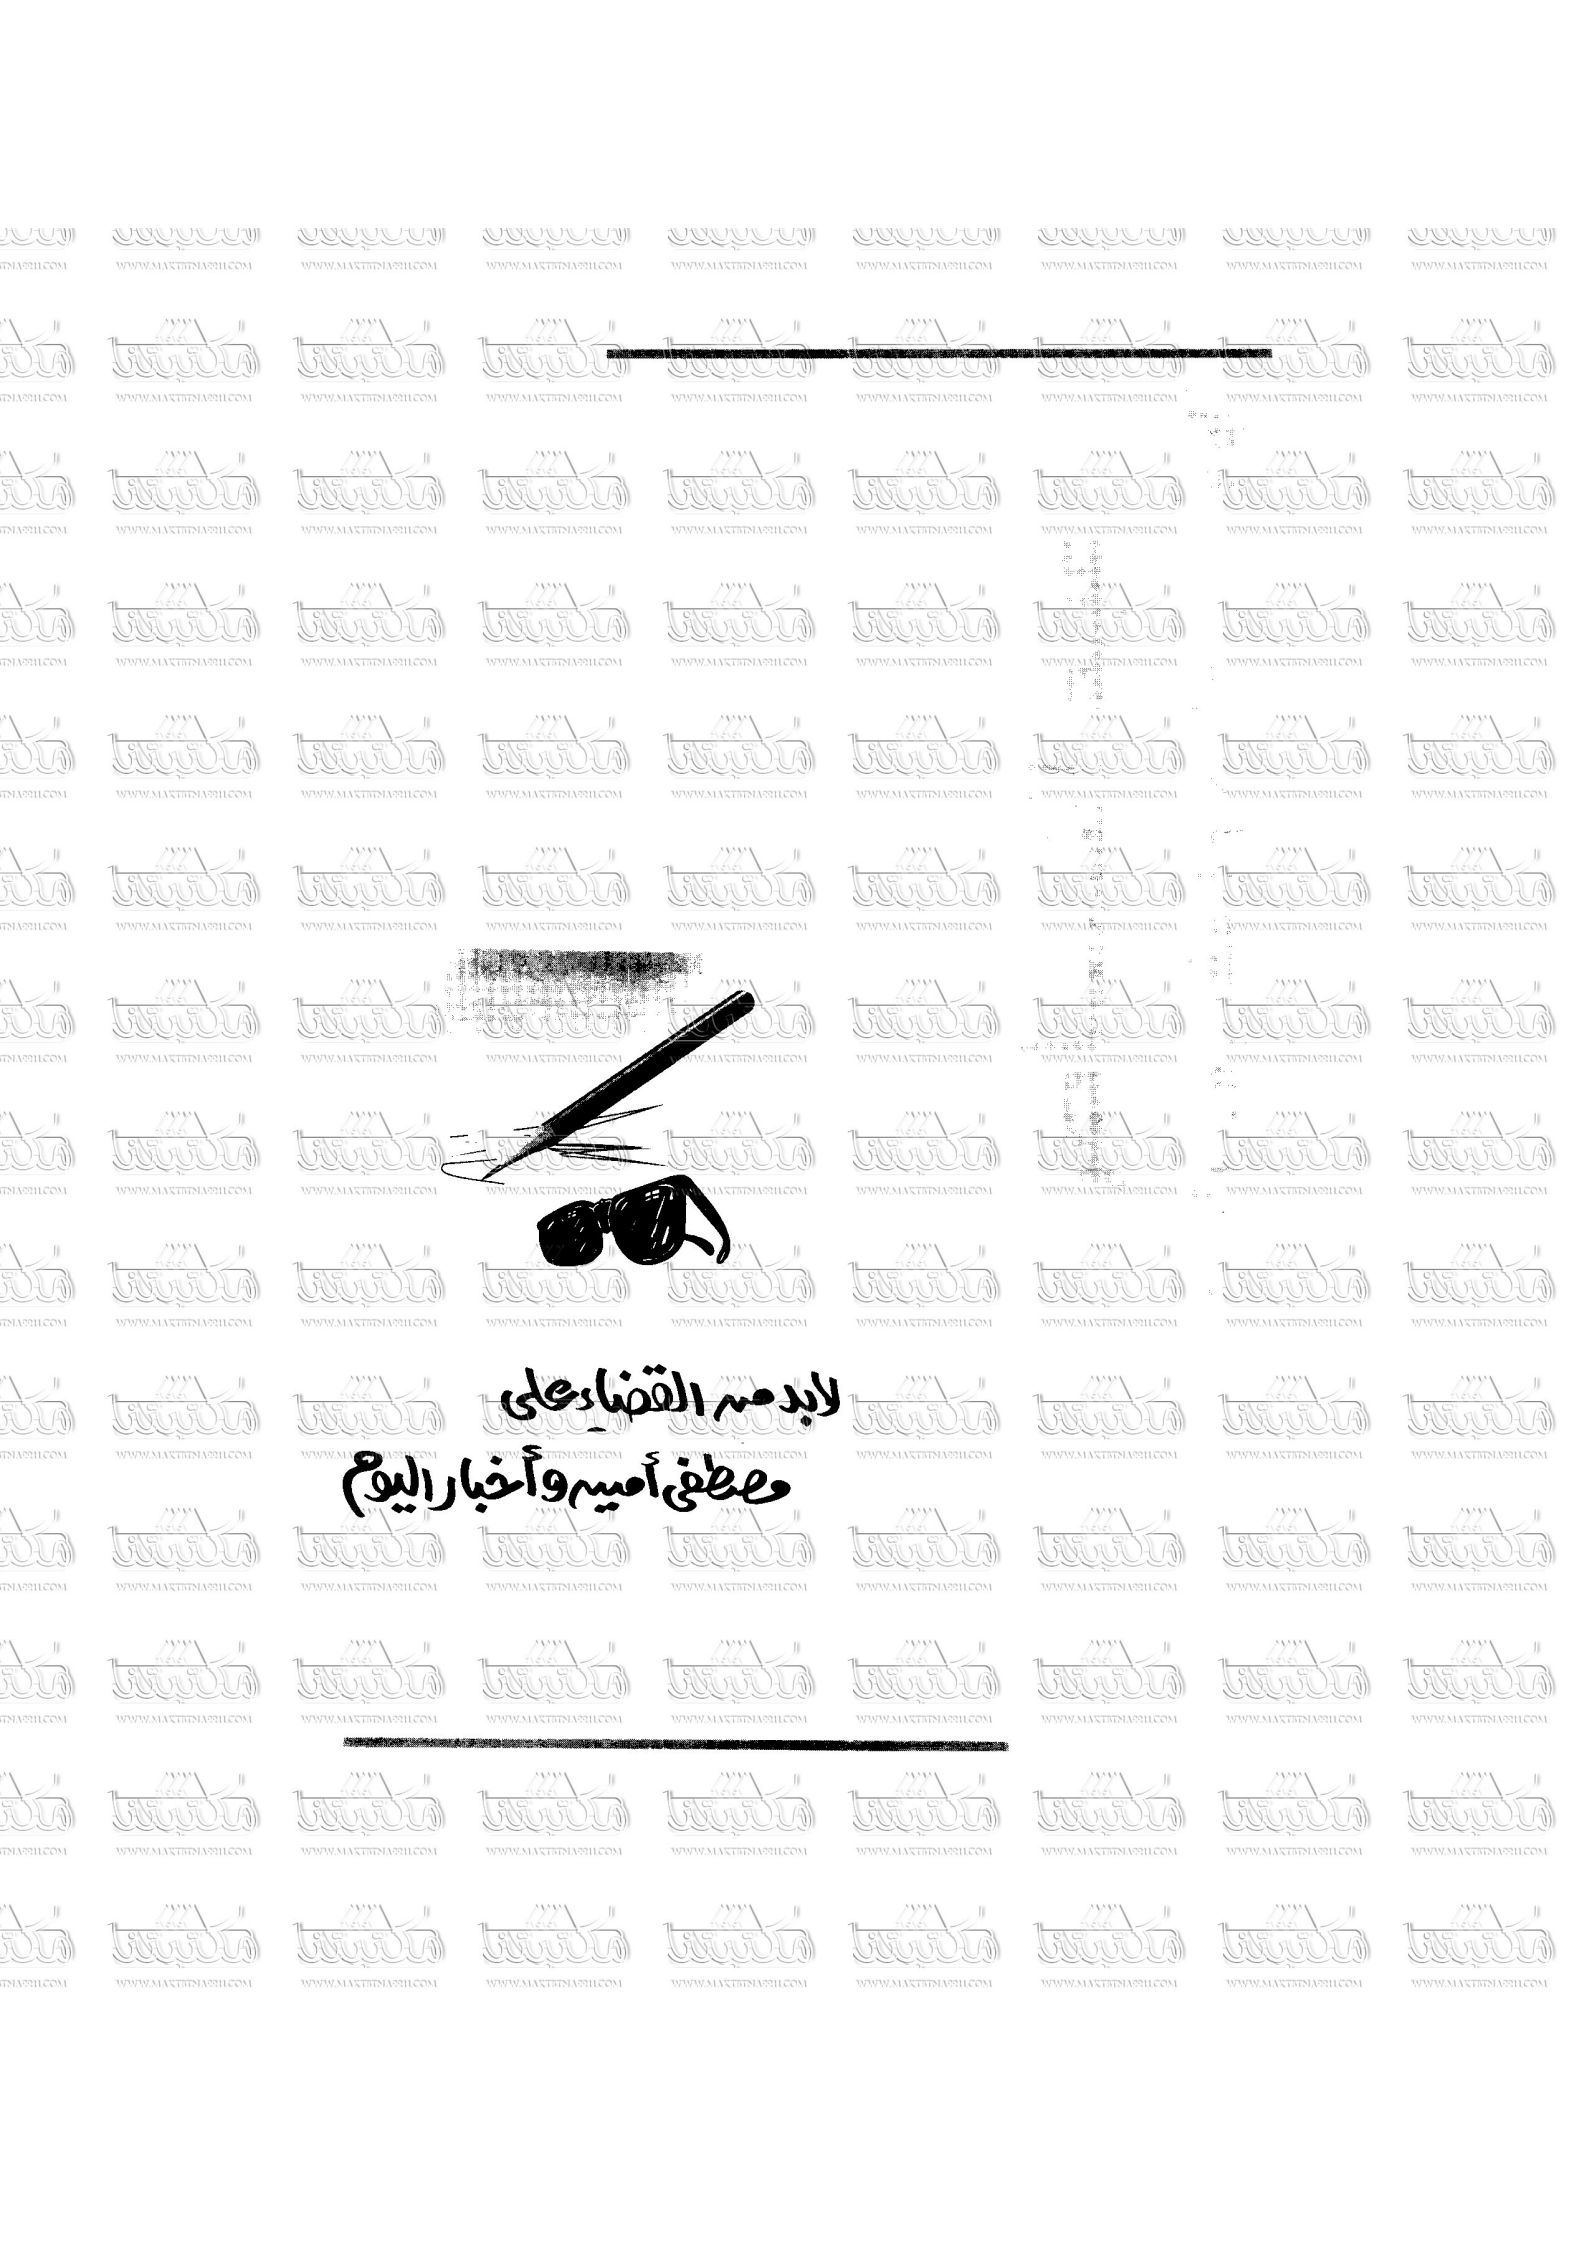 لابد من القضاء على
مصطفى أمين وأخبار اليوم